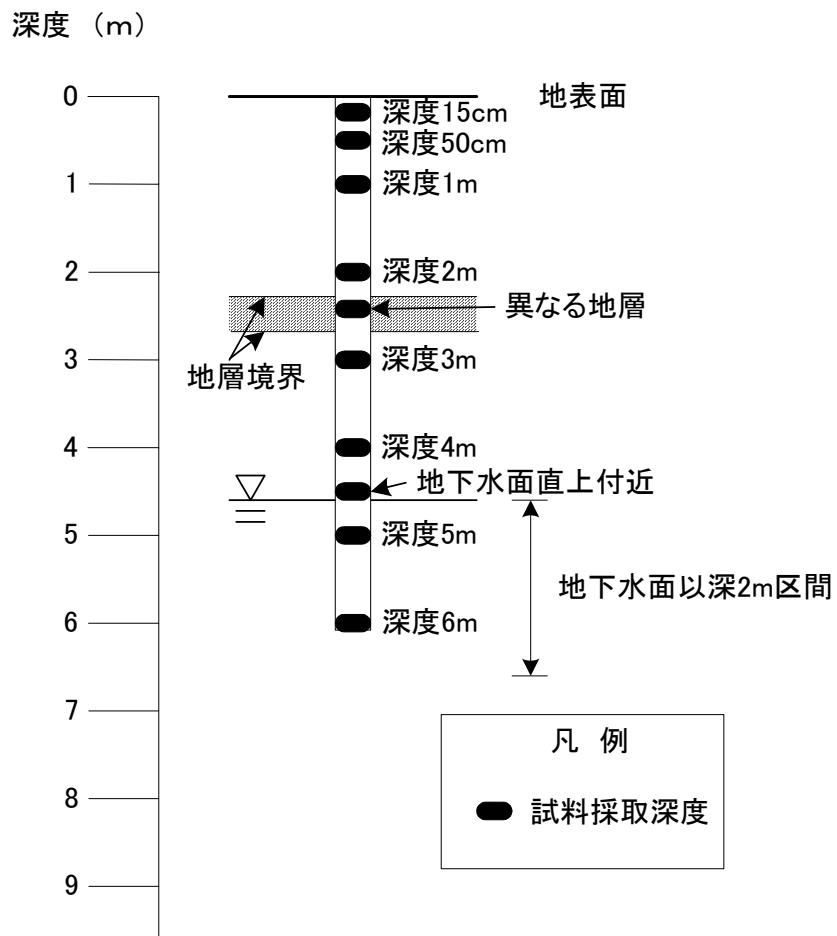 深度 （m）
0
地表面
深度15cm
深度50cm
1
深度1m
2
深度2m
異なる地層
3
深度3m
地層境界
4
深度4m
地下水面直上付近
5
深度5m
地下水面以深2m区間
6
深度6m
7
凡 例
8
試料採取深度
9